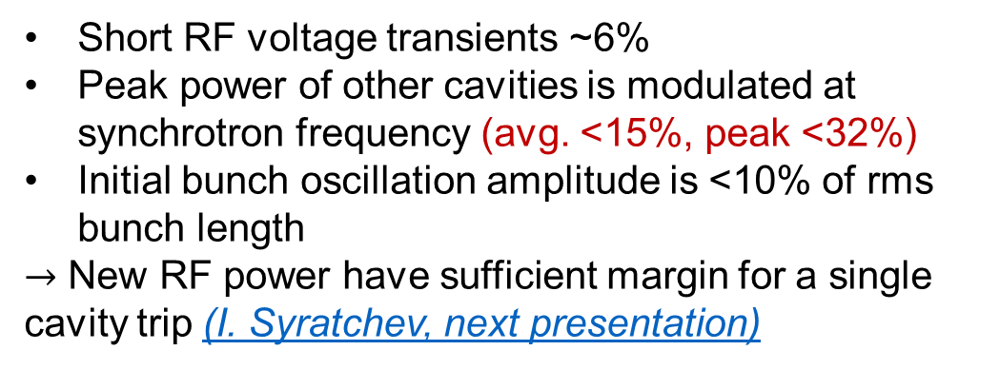 • Short RF voltage transients ~6%
• Peak power of other cavities is modulated at
synchrotron frequency (avg. <15%, peak <32%)
• Initial bunch oscillation amplitude is <10% of rms
bunch length
→ New RF power have sufficient margin for a single
cavity trip (I. Syratchev, next presentation)